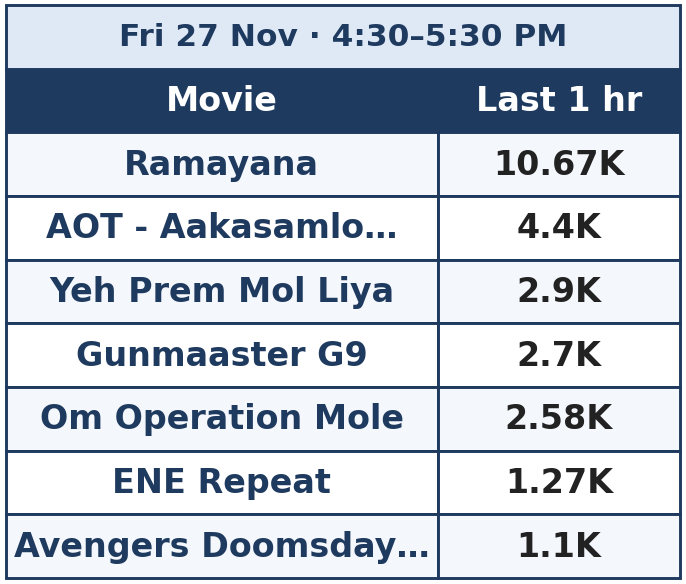 Fri 27 Nov · 4:30–5:30 PM
Movie Last 1 hr
Ramayana 10.67K
AOT - Aakasamlo... 4.4K
Yeh Prem Mol Liya 2.9K
Gunmaaster G9 2.7K
Om Operation Mole 2.58K
ENE Repeat 1.27K
Avengers Doomsday... 1.1K